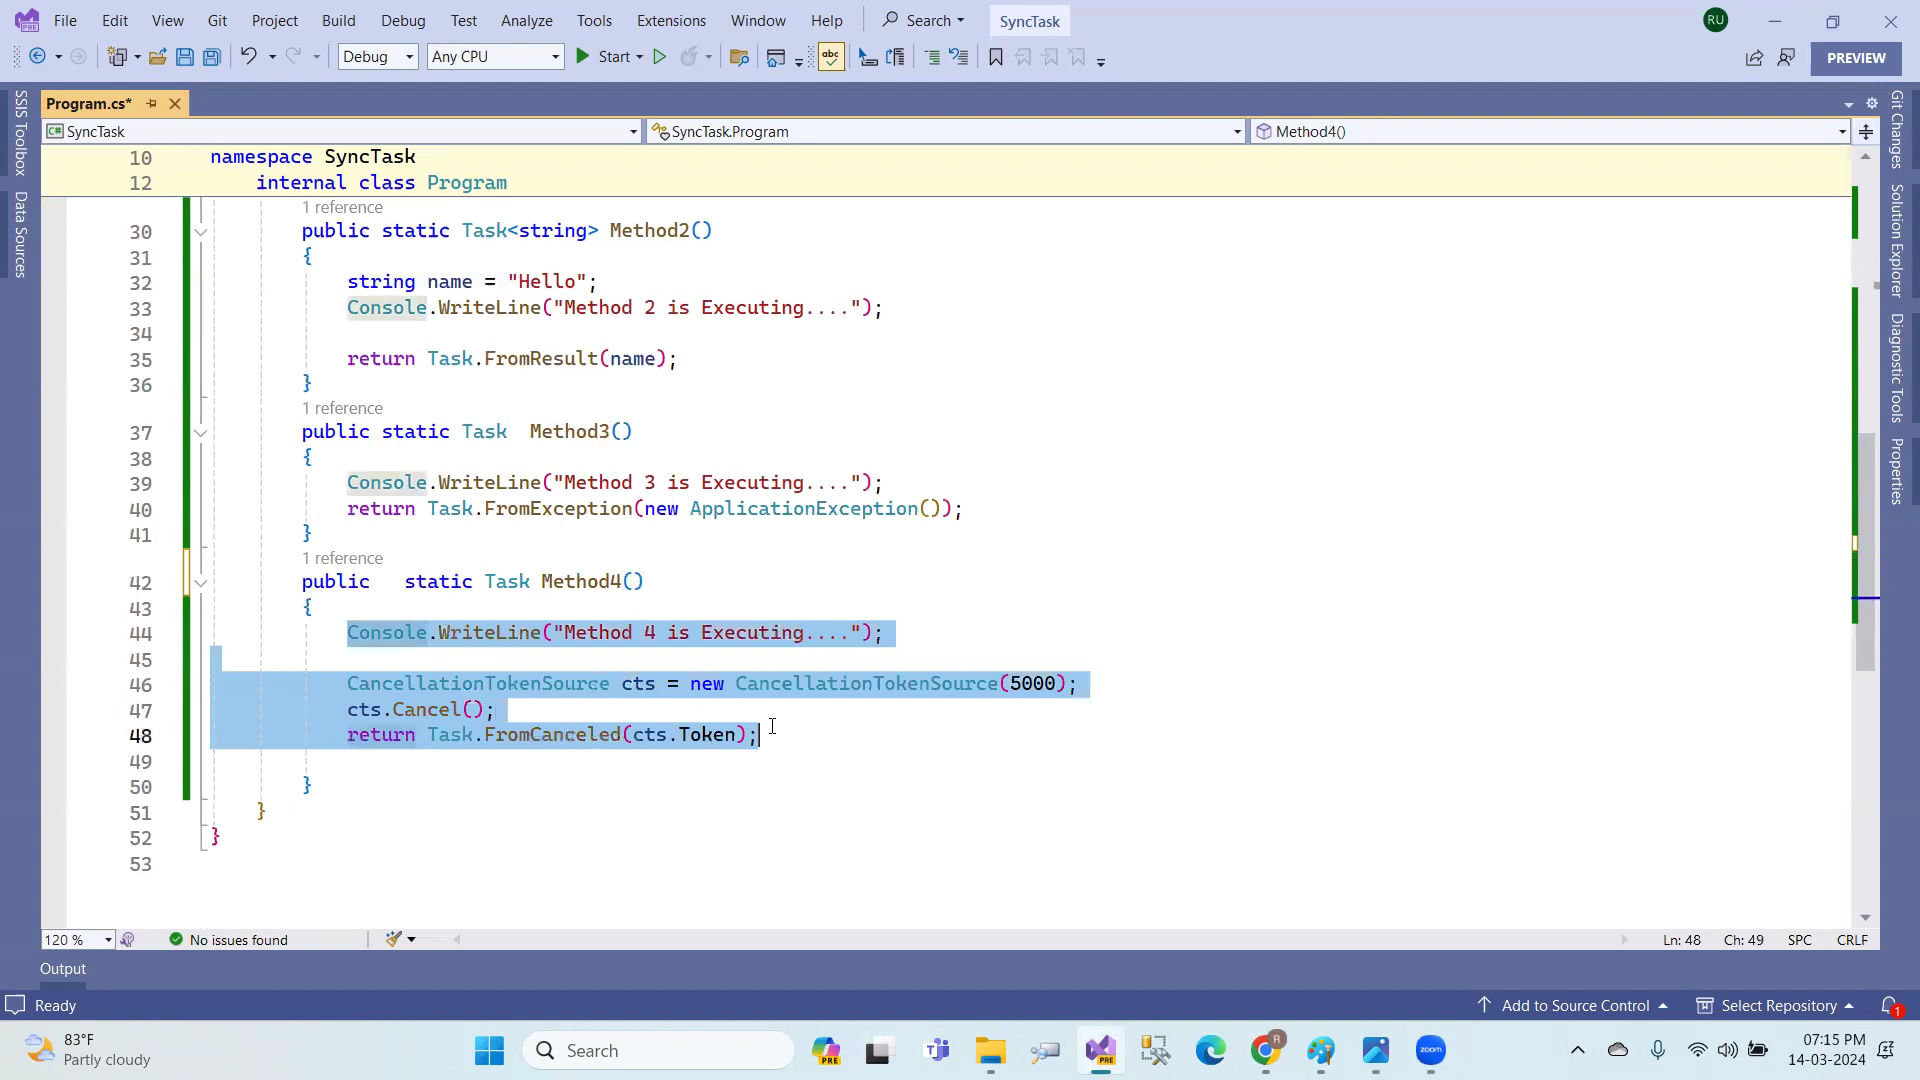 File Edit View Git Project Build Debug Test Analyze Tools Extensions Window Help Search SyncTask RU
Debug Any CPU Start abc PREVIEW
Program.cs*
C# SyncTask SyncTask.Program Method4()
10 namespace SyncTask
12 internal class Program
1 reference
30 public static Task<string> Method2()
31 {
32 string name = "Hello";
33 Console.WriteLine("Method 2 is Executing....");
34
35 return Task.FromResult(name);
36 }
1 reference
37 public static Task  Method3()
38 {
39 Console.WriteLine("Method 3 is Executing....");
40 return Task.FromException(new ApplicationException());
41 }
1 reference
42 public   static Task Method4()
43 {
44 Console.WriteLine("Method 4 is Executing....");
45
46 CancellationTokenSource cts = new CancellationTokenSource(5000);
47 cts.Cancel();
48 return Task.FromCanceled(cts.Token);
49
50 }
51 }
52 }
53
SSIS Toolbox
Data Sources
Git Changes
Solution Explorer
Diagnostic Tools
Properties
120 % No issues found Ln: 48 Ch: 49 SPC CRLF
Output
Ready Add to Source Control Select Repository 1
83°F
Partly cloudy
Search PRE PRE R zoom
07:15 PM
14-03-2024